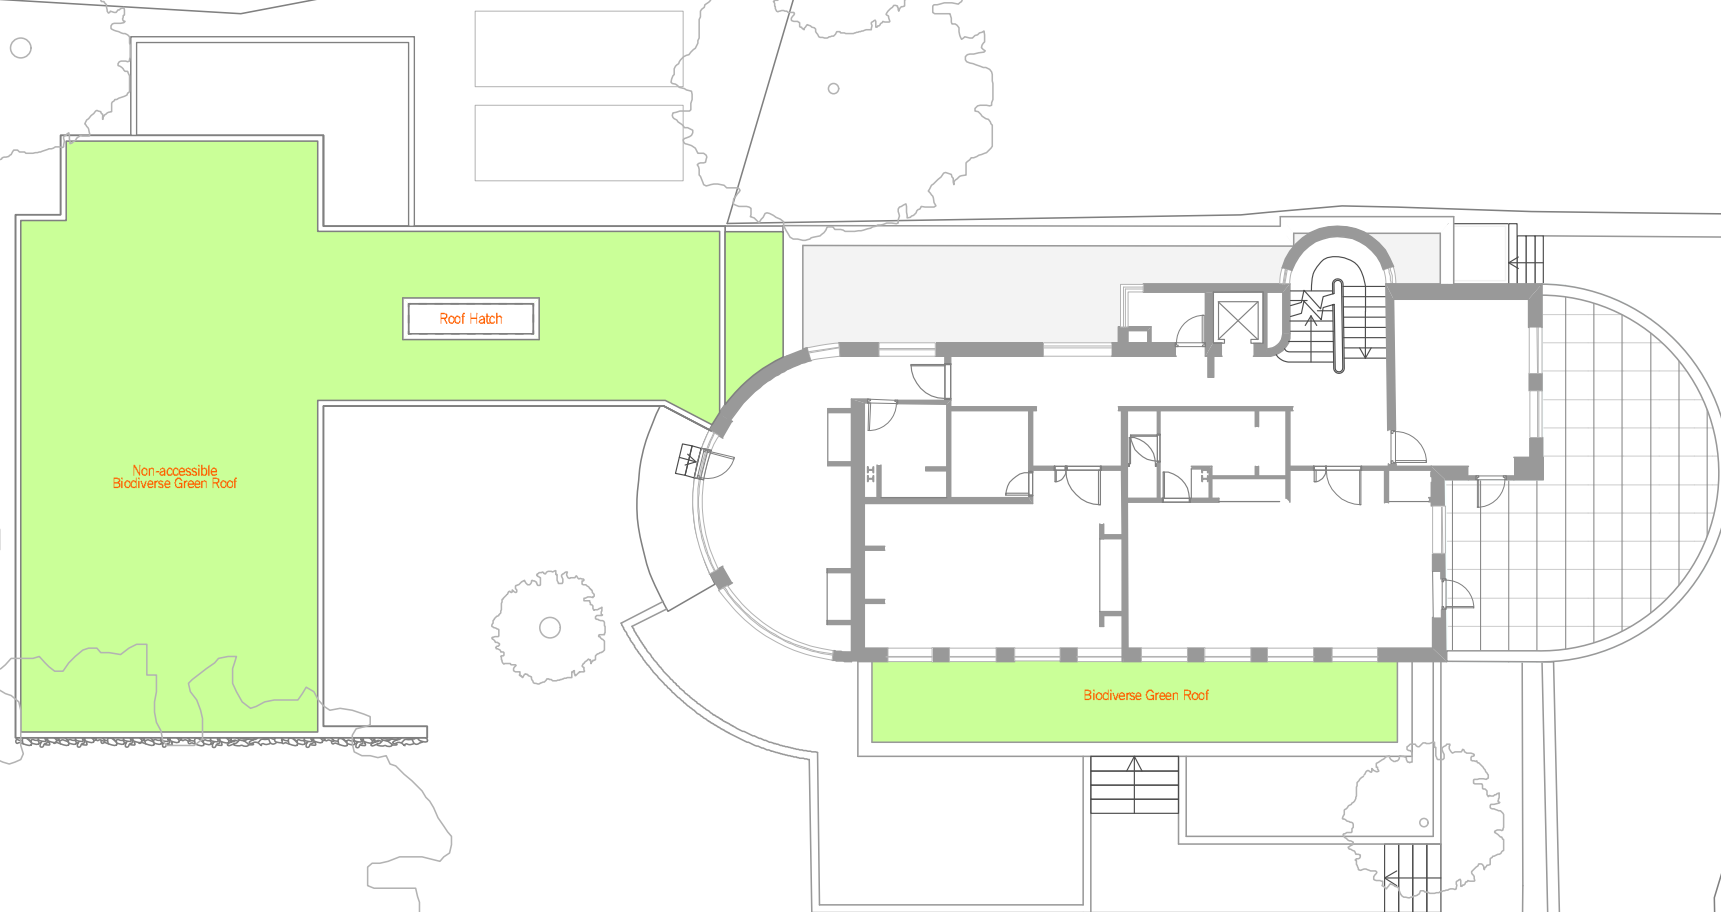 Roof Hatch
Non-accessible
Biodiverse Green Roof
Biodiverse Green Roof